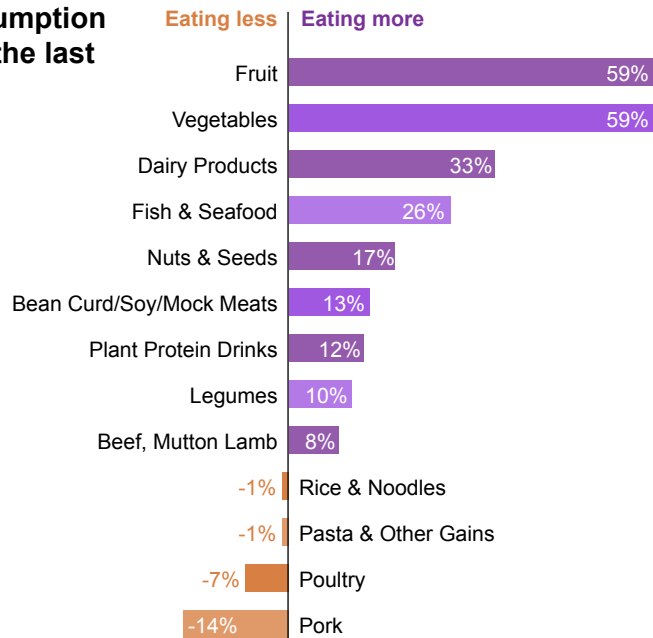 Eating less Eating more
the last
Fruit 59%
Vegetables 59%
Dairy Products 33%
Fish & Seafood 26%
Nuts & Seeds 17%
Bean Curd/Soy/Mock Meats 13%
Plant Protein Drinks 12%
Legumes 10%
Beef, Mutton Lamb 8%
-1% Rice & Noodles
-1% Pasta & Other Gains
-7% Poultry
-14% Pork